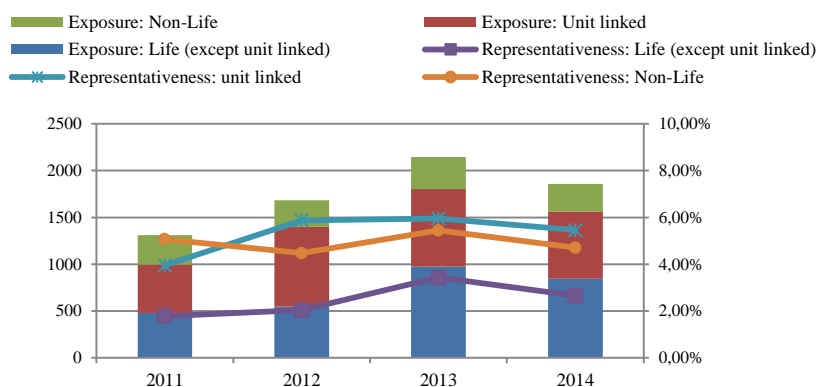 Exposure: Non-Life
Exposure: Unit linked
Exposure: Life (except unit linked)
Representativeness: Life (except unit linked)
Representativeness: unit linked
Representativeness: Non-Life
2500
10,00%
2000
8,00%
1500
6,00%
1000
4,00%
500
2,00%
0
0,00%
2011
2012
2013
2014